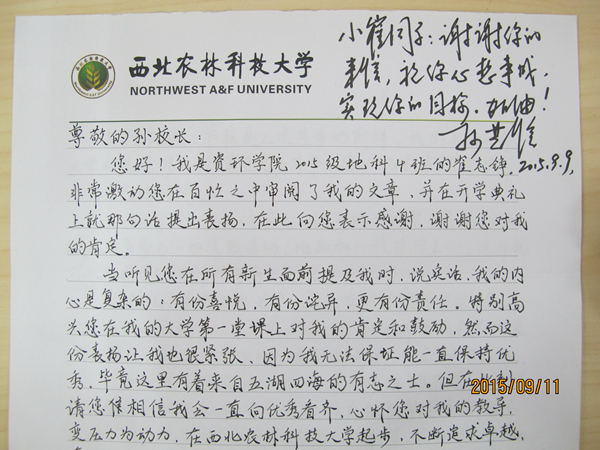 西北农林科技大学
NORTHWEST A&F UNIVERSITY
小崔同子：谢谢你的
来信，祝你心想事成，
实现你的目标。加油！
2015.9.9.
尊敬的孙校长：
您好！我是资环学院2015级地科4班的崔志铮，
非常激动您在百忙之中审阅了我的文章，并在开学典礼
上就那句话提出表扬，在此向您表示感谢，谢谢您对我
的肯定。
当听见您在所有新生面前提及我时，说实话，我的内
心是复杂的：有份喜悦，有份诧异，更有份责任。特别高
兴您在我的大学第一堂课上对我的肯定和鼓励，然而这
份表扬让我也很紧张、因为我无法保证能一直保持优
秀，毕竟这里有着来自五湖四海的有志之士。但在此刻
请您信相信我会一直向优秀看齐，心怀您对我的教导，
变压力为动力，在西北农林科技大学起步，不断追求卓越，
2015/09/11